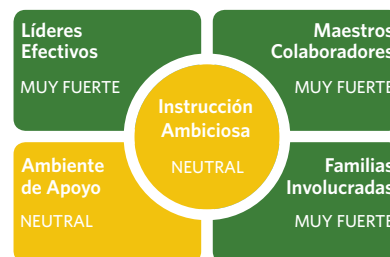 Líderes
Efectivos
MUY FUERTE
Maestros
Colaboradores
MUY FUERTE
Instrucción
Ambiciosa
NEUTRAL
Ambiente
de Apoyo
NEUTRAL
Familias
Involucradas
MUY FUERTE